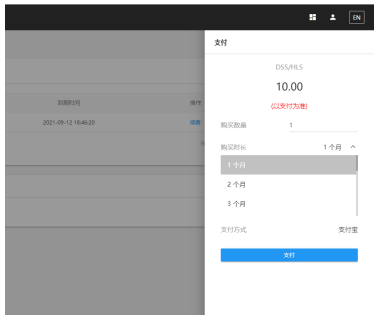 EN
支付
DSS/HLS
10.00
(以支付为准)
到期时间
操作
购买数量
1
2021-09-12 18:46:20
续费
购买时长
1 个月
1 个月
2 个月
3 个月
支付方式
支付宝
支付